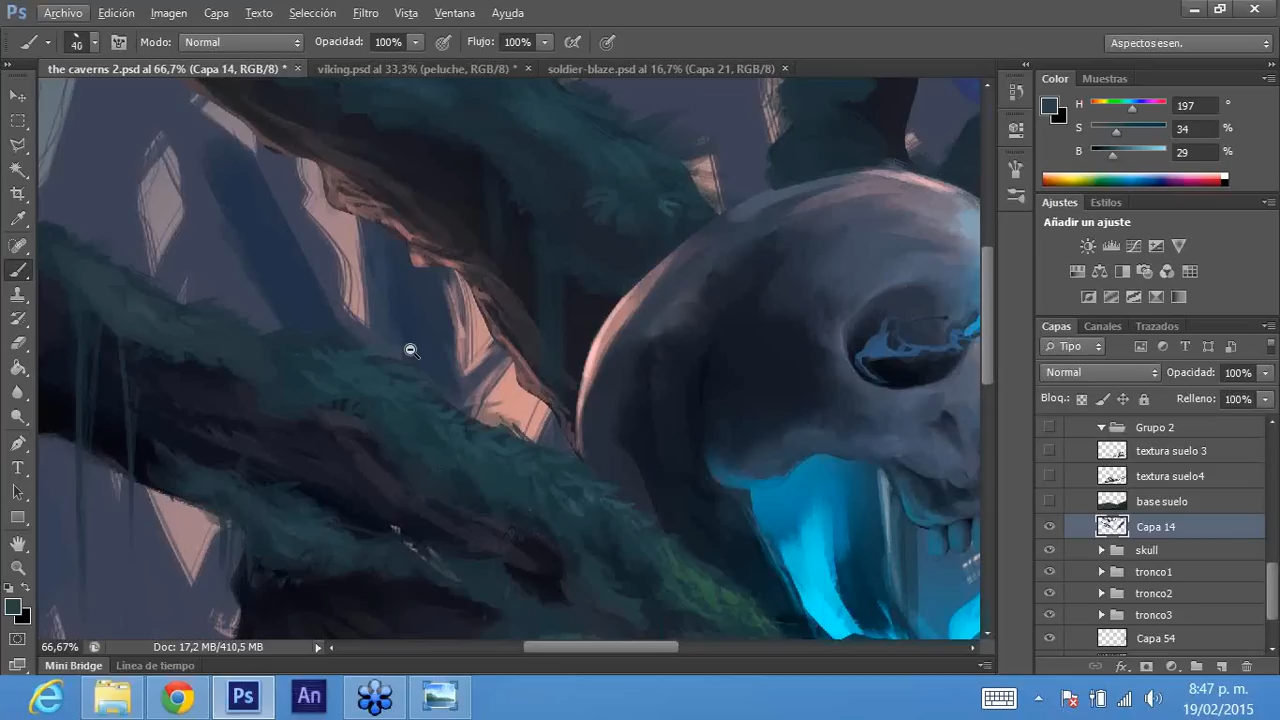 Ps Archivo Edición Imagen Capa Texto Selección Filtro Vista Ventana Ayuda
40 Modo: Normal Opacidad: 100% Flujo: 100% Aspectos esen.
the caverns 2.psd al 66,7% (Capa 14, RGB/8) * × viking.psd al 33,3% (peluche, RGB/8) * × soldier-blaze.psd al 16,7% (Capa 21, RGB/8) ×
Color Muestras
H 197 °
S 34 %
B 29 %
Ajustes Estilos
Añadir un ajuste
Capas Canales Trazados
Tipo
Normal Opacidad: 100%
Bloq.: Relleno: 100%
Grupo 2
textura suelo 3
textura suelo4
base suelo
Capa 14
skull
tronco1
tronco2
tronco3
Capa 54
66,67% Doc: 17,2 MB/410,5 MB
Mini Bridge Línea de tiempo
Ps An
8:47 p. m.
19/02/2015